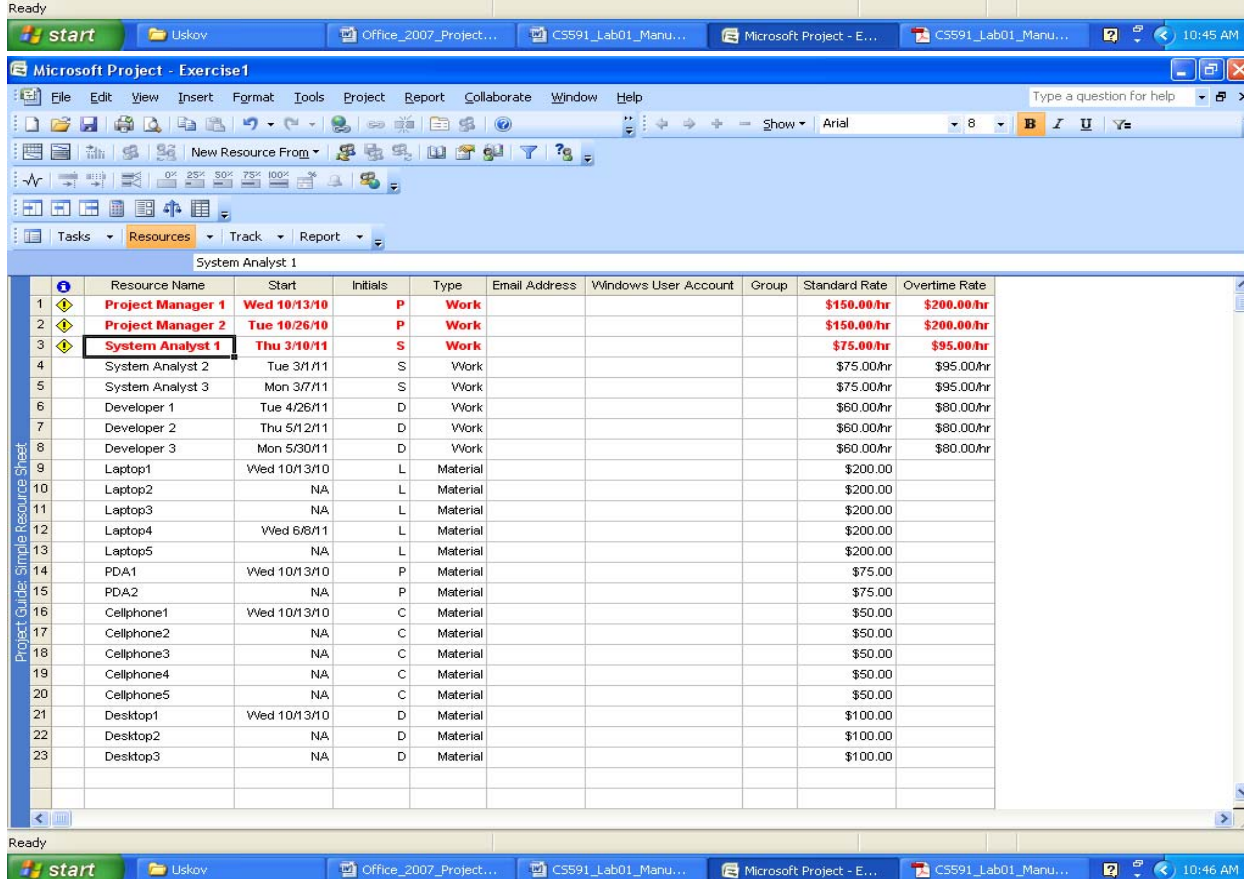 Ready
start Uskov Office_2007_Project... CS591_Lab01_Manu... Microsoft Project - E... CS591_Lab01_Manu... 10:45 AM
Microsoft Project - Exercise1
File Edit View Insert Format Tools Project Report Collaborate Window Help Type a question for help
Show Arial 8 B I U
New Resource From
0% 25% 50% 75% 100%
Tasks Resources Track Report
System Analyst 1
Resource Name Start Initials Type Email Address Windows User Account Group Standard Rate Overtime Rate
1 Project Manager 1 Wed 10/13/10 P Work $150.00/hr $200.00/hr
2 Project Manager 2 Tue 10/26/10 P Work $150.00/hr $200.00/hr
3 System Analyst 1 Thu 3/10/11 S Work $75.00/hr $95.00/hr
4 System Analyst 2 Tue 3/1/11 S Work $75.00/hr $95.00/hr
5 System Analyst 3 Mon 3/7/11 S Work $75.00/hr $95.00/hr
6 Developer 1 Tue 4/26/11 D Work $60.00/hr $80.00/hr
7 Developer 2 Thu 5/12/11 D Work $60.00/hr $80.00/hr
8 Developer 3 Mon 5/30/11 D Work $60.00/hr $80.00/hr
9 Laptop1 Wed 10/13/10 L Material $200.00
10 Laptop2 NA L Material $200.00
11 Laptop3 NA L Material $200.00
12 Laptop4 Wed 6/8/11 L Material $200.00
13 Laptop5 NA L Material $200.00
14 PDA1 Wed 10/13/10 P Material $75.00
15 PDA2 NA P Material $75.00
16 Cellphone1 Wed 10/13/10 C Material $50.00
17 Cellphone2 NA C Material $50.00
18 Cellphone3 NA C Material $50.00
19 Cellphone4 NA C Material $50.00
20 Cellphone5 NA C Material $50.00
21 Desktop1 Wed 10/13/10 D Material $100.00
22 Desktop2 NA D Material $100.00
23 Desktop3 NA D Material $100.00
Project Guide: Simple Resource Sheet
Ready
start Uskov Office_2007_Project... CS591_Lab01_Manu... Microsoft Project - E... CS591_Lab01_Manu... 10:46 AM